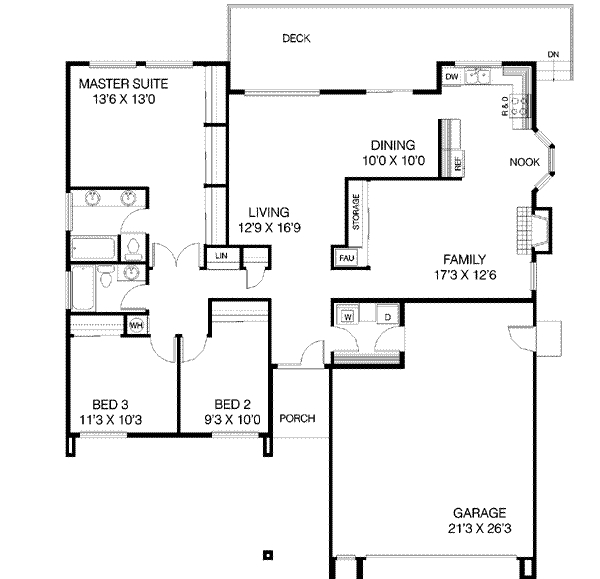 DECK
DN
MASTER SUITE
13'6 X 13'0
DW
R & D
DINING
10'0 X 10'0
REF
NOOK
LIVING
12'9 X 16'9
STORAGE
LIN
FAU
FAMILY
17'3 X 12'6
WH
W
D
BED 3
11'3 X 10'3
BED 2
9'3 X 10'0
PORCH
GARAGE
21'3 X 26'3